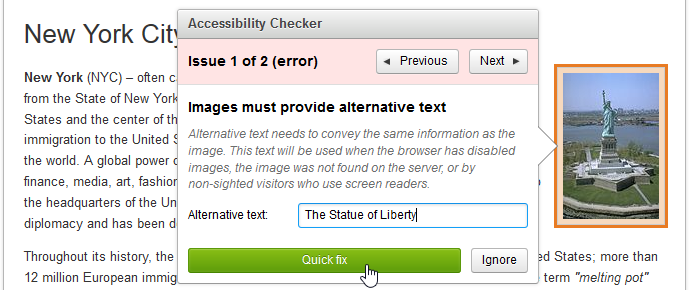 New York City
Accessibility Checker
Issue 1 of 2 (error)
Previous
Next
Images must provide alternative text
Alternative text needs to convey the same information as the
image. This text will be used when the browser has disabled
images, the image was not found on the server, or by
non-sighted visitors who use screen readers.
Alternative text:
The Statue of Liberty
Quick fix
Ignore
New York (NYC) – often
from the State of New York
States and the center of
immigration to the United
the world. A global power
finance, media, art,
the headquarters of the
diplomacy and has been
Throughout its history, the
States; more than
12 million European
term "melting pot"